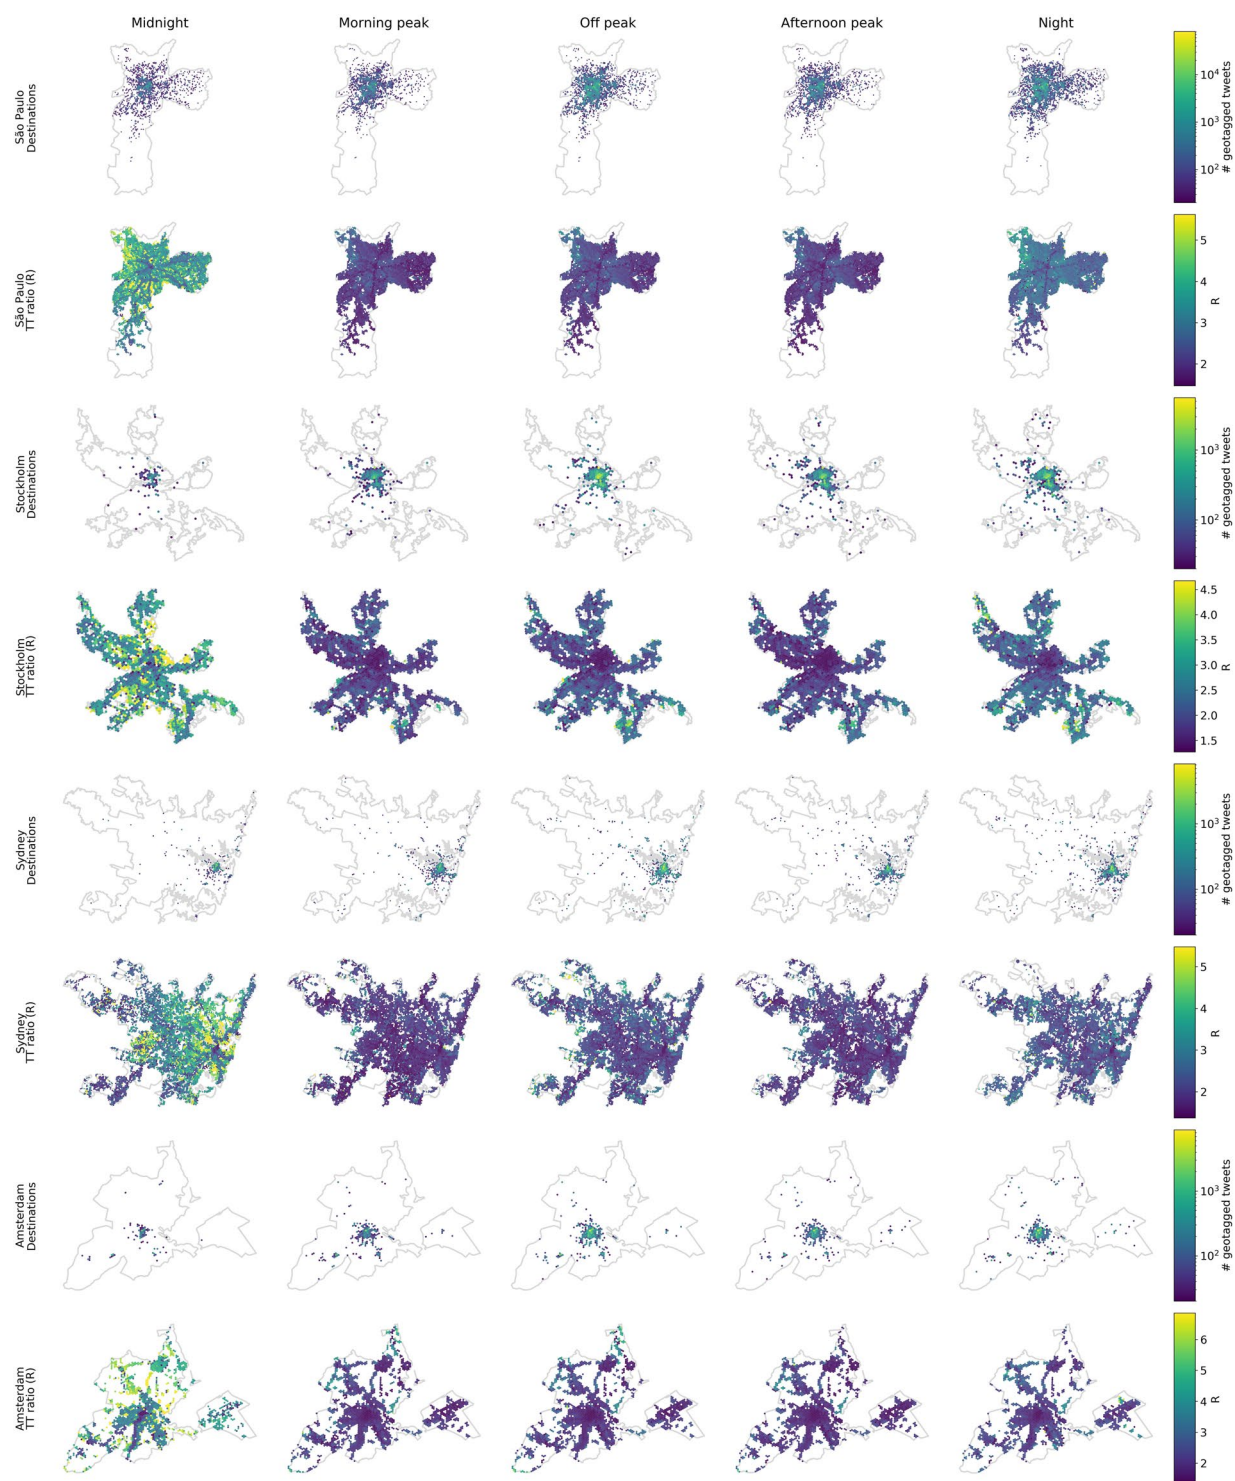 Midnight Morning peak Off peak Afternoon peak Night
São Paulo
Destinations
10⁴
10³
10²
# geotagged tweets
São Paulo
TT ratio (R)
5
4
3
2
R
Stockholm
Destinations
10³
10²
# geotagged tweets
Stockholm
TT ratio (R)
4.5
4.0
3.5
3.0
2.5
2.0
1.5
R
Sydney
Destinations
10³
10²
# geotagged tweets
Sydney
TT ratio (R)
5
4
3
2
R
Amsterdam
Destinations
10³
10²
# geotagged tweets
Amsterdam
TT ratio (R)
6
5
4
3
2
R